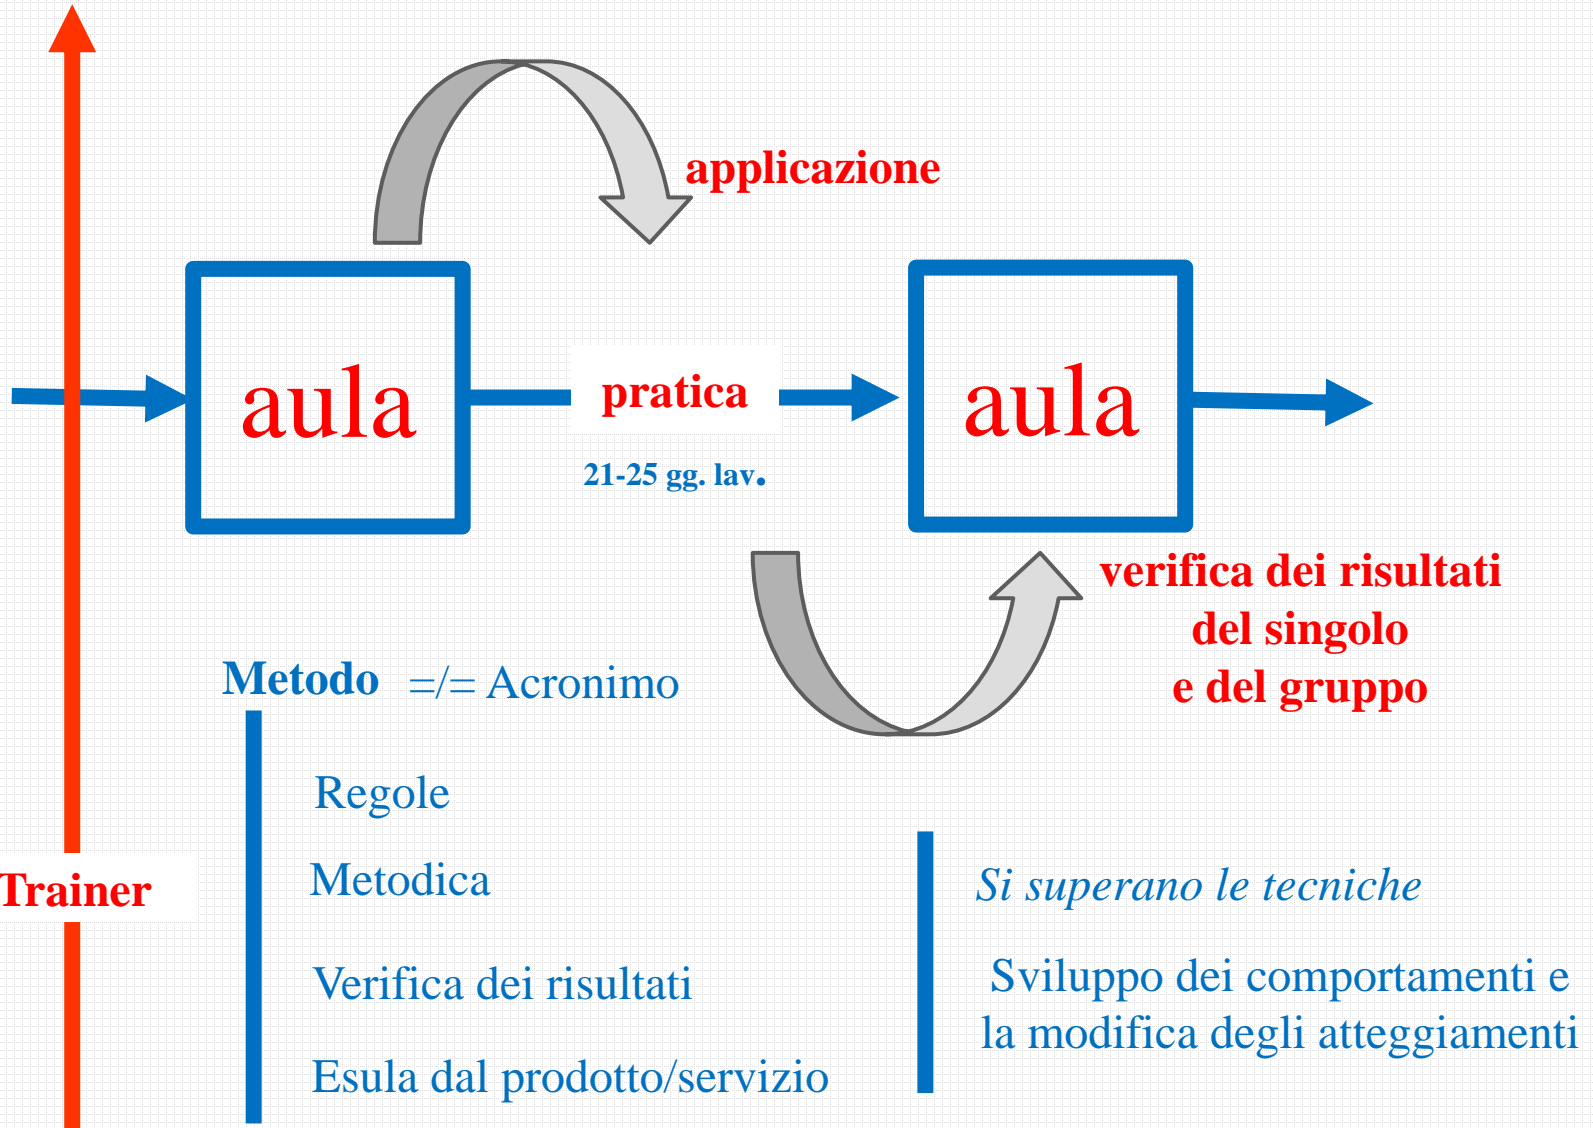 applicazione
aula
pratica
aula
21-25 gg. lav.
verifica dei risultati
del singolo
e del gruppo
Metodo =/= Acronimo
Regole
Metodica
Verifica dei risultati
Esula dal prodotto/servizio
Trainer
Si superano le tecniche
Sviluppo dei comportamenti e
la modifica degli atteggiamenti